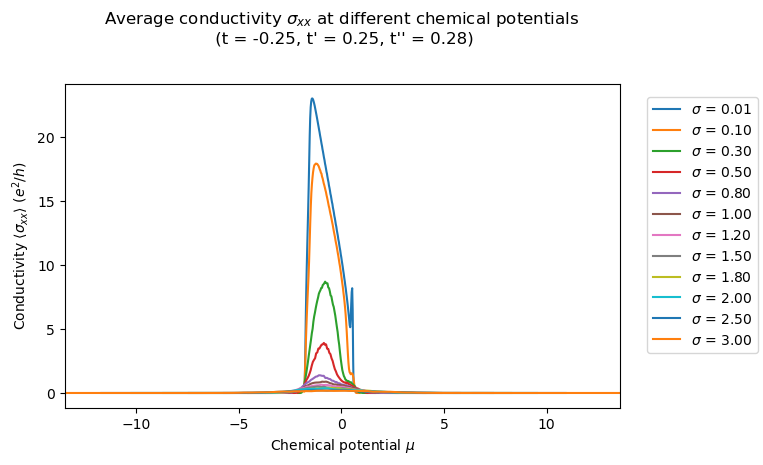 Average conductivity σxx at different chemical potentials
(t = -0.25, t' = 0.25, t'' = 0.28)
Conductivity ⟨σxx⟩ (e²/h)
20
15
10
5
0
−10
−5
0
5
10
Chemical potential μ
σ = 0.01
σ = 0.10
σ = 0.30
σ = 0.50
σ = 0.80
σ = 1.00
σ = 1.20
σ = 1.50
σ = 1.80
σ = 2.00
σ = 2.50
σ = 3.00